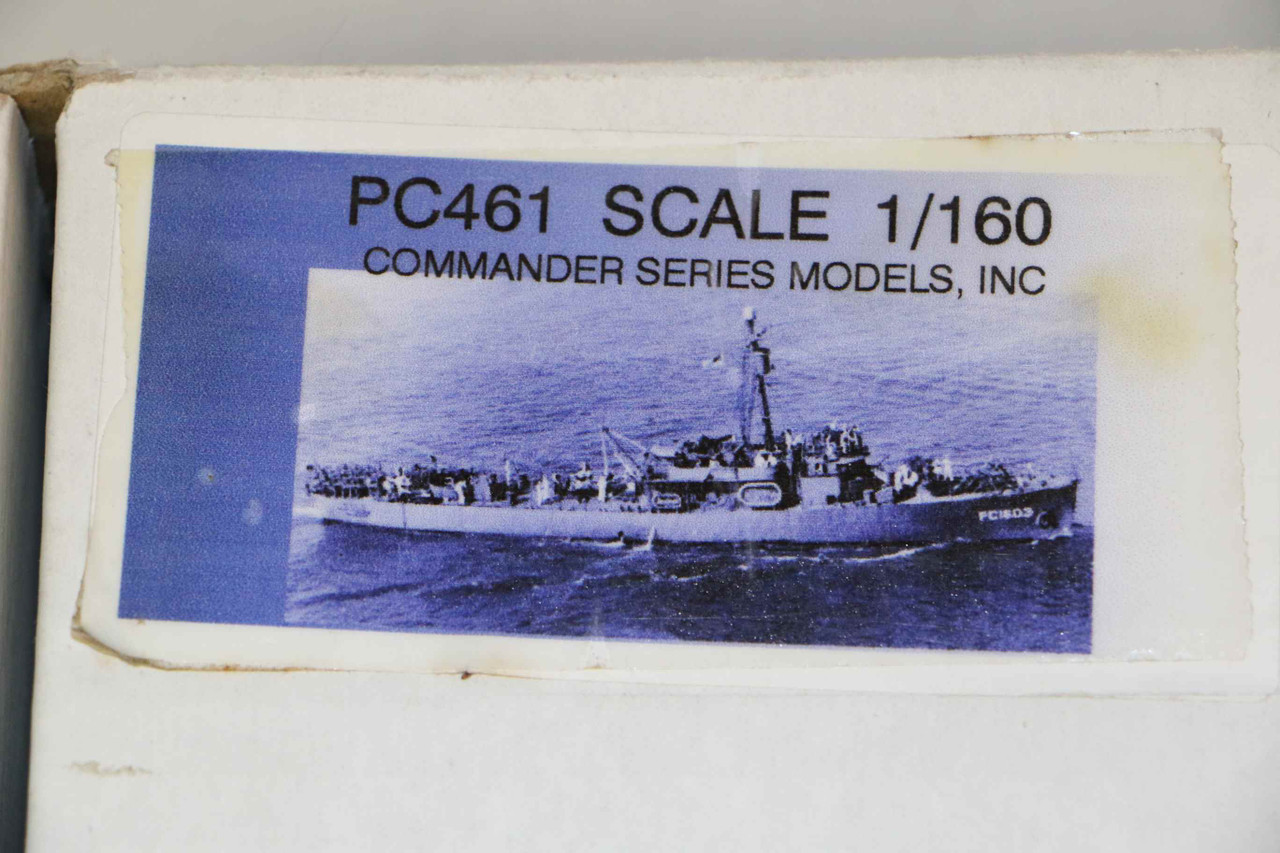 PC461 SCALE 1/160
COMMANDER SERIES MODELS, INC
PC1603